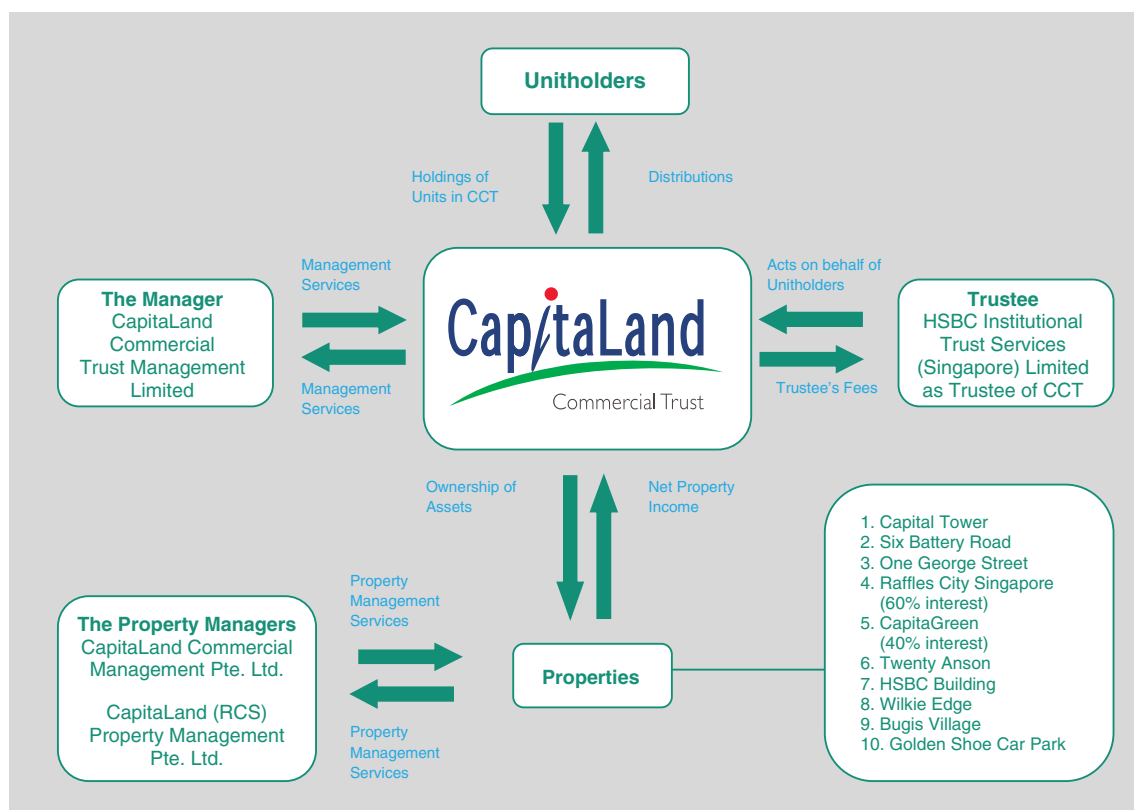 Unitholders
Holdings of
Units in CCT
Distributions
Management
Services
Acts on behalf of
Unitholders
The Manager
CapitaLand
Commercial
Trust Management
Limited
CapitaLand
Commercial Trust
Trustee
HSBC Institutional
Trust Services
(Singapore) Limited
as Trustee of CCT
Management
Services
Trustee's Fees
Ownership of
Assets
Net Property
Income
1. Capital Tower
2. Six Battery Road
3. One George Street
4. Raffles City Singapore
(60% interest)
5. CapitaGreen
(40% interest)
6. Twenty Anson
7. HSBC Building
8. Wilkie Edge
9. Bugis Village
10. Golden Shoe Car Park
Property
Management
Services
The Property Managers
CapitaLand Commercial
Management Pte. Ltd.
CapitaLand (RCS)
Property Management
Pte. Ltd.
Properties
Property
Management
Services